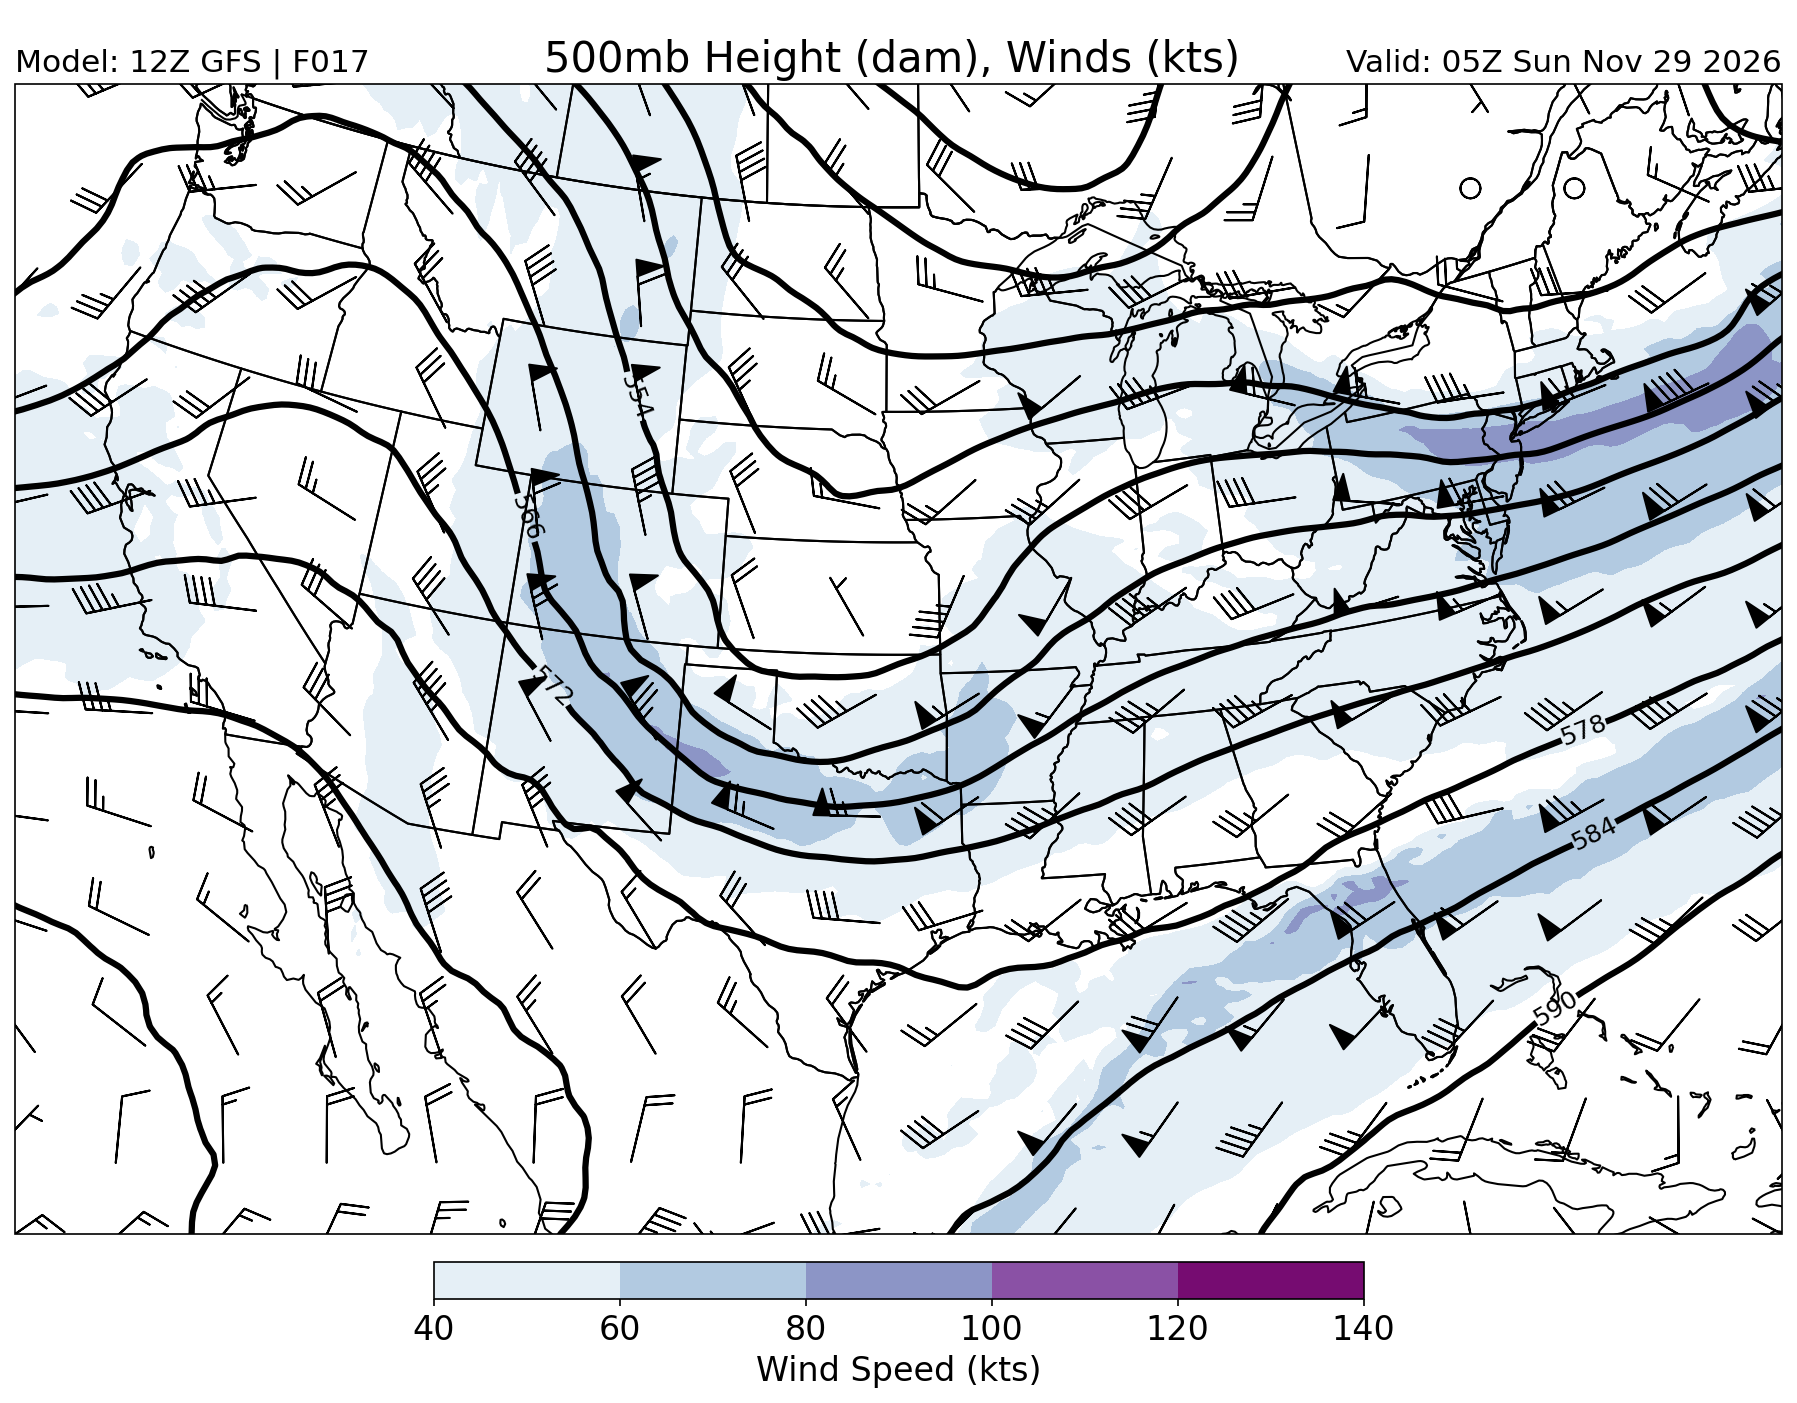 Model: 12Z GFS | F017
500mb Height (dam), Winds (kts)
Valid: 05Z Sun Nov 29 2026
554
566
572
578
584
590
40 60 80 100 120 140
Wind Speed (kts)